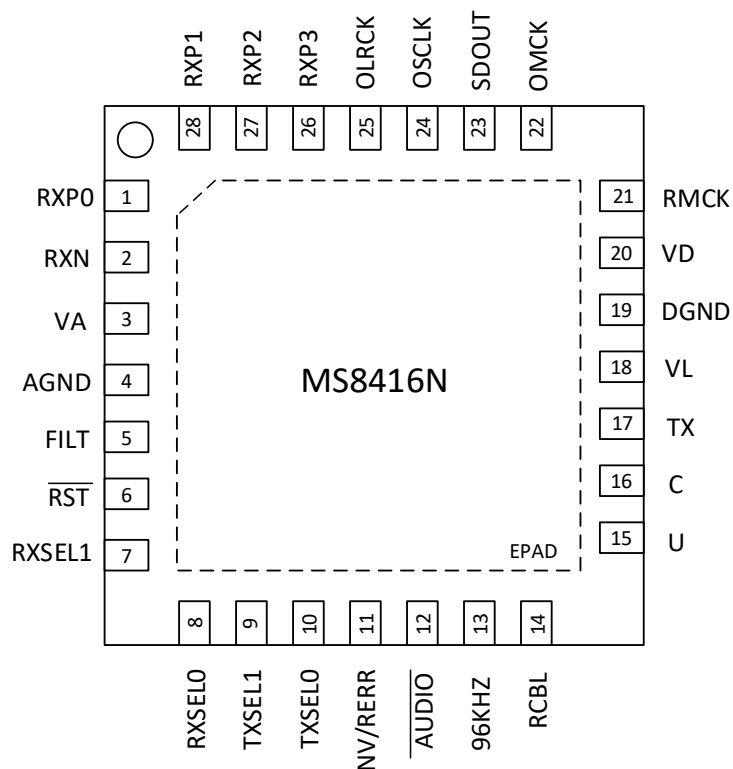 RXP1
RXP2
RXP3
OLRCK
OSCLK
SDOUT
OMCK
28
27
26
25
24
23
22
RXP0
1
21
RMCK
RXN
2
20
VD
VA
3
19
DGND
AGND
4
MS8416N
18
VL
FILT
5
17
TX
RST
6
16
C
RXSEL1
7
EPAD
15
U
8
9
10
11
12
13
14
RXSEL0
TXSEL1
TXSEL0
NV/RERR
AUDIO
96KHZ
RCBL